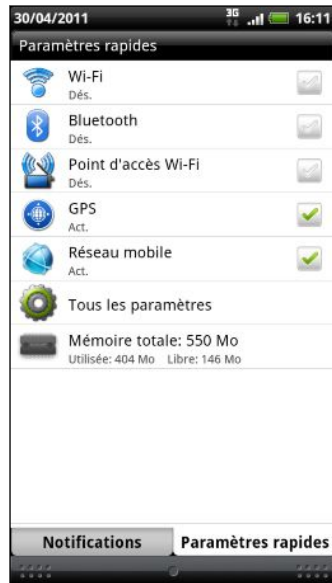 30/04/2011 3G 16:11
Paramètres rapides
Wi-Fi
Dés.
Bluetooth
Dés.
Point d'accès Wi-Fi
Dés.
GPS
Act.
Réseau mobile
Act.
Tous les paramètres
Mémoire totale: 550 Mo
Utilisée: 404 Mo Libre: 146 Mo
Notifications Paramètres rapides